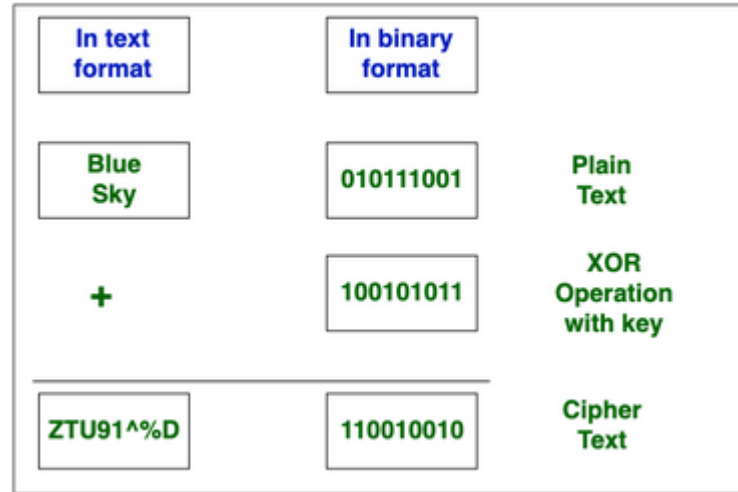 In text
format
In binary
format
Blue
Sky
010111001
Plain
Text
+
100101011
XOR
Operation
with key
ZTU91^%D
110010010
Cipher
Text